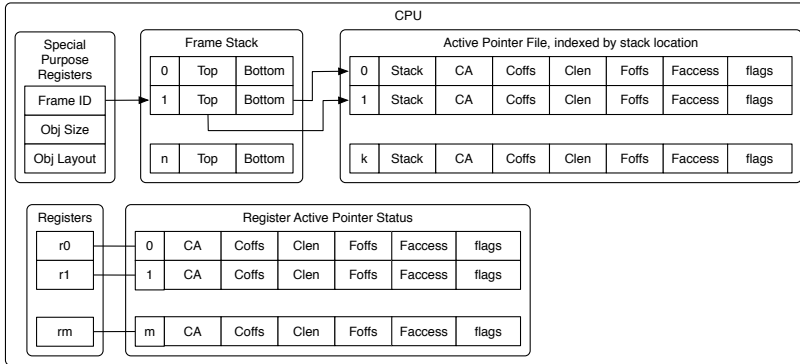 CPU
Special
Purpose
Registers
Frame ID
Obj Size
Obj Layout
Frame Stack
0 Top Bottom
1 Top Bottom
n Top Bottom
Active Pointer File, indexed by stack location
0 Stack CA Coffs Clen Foffs Faccess flags
1 Stack CA Coffs Clen Foffs Faccess flags
k Stack CA Coffs Clen Foffs Faccess flags
Registers
r0
r1
rm
Register Active Pointer Status
0 CA Coffs Clen Foffs Faccess flags
1 CA Coffs Clen Foffs Faccess flags
m CA Coffs Clen Foffs Faccess flags